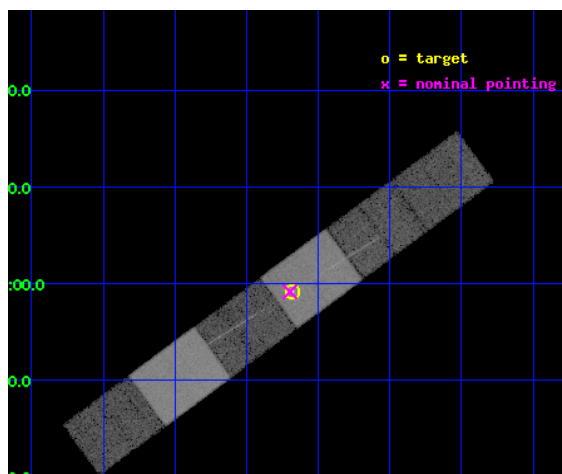 o = target
x = nominal pointing
0.0
0.0
:00.0
0.0